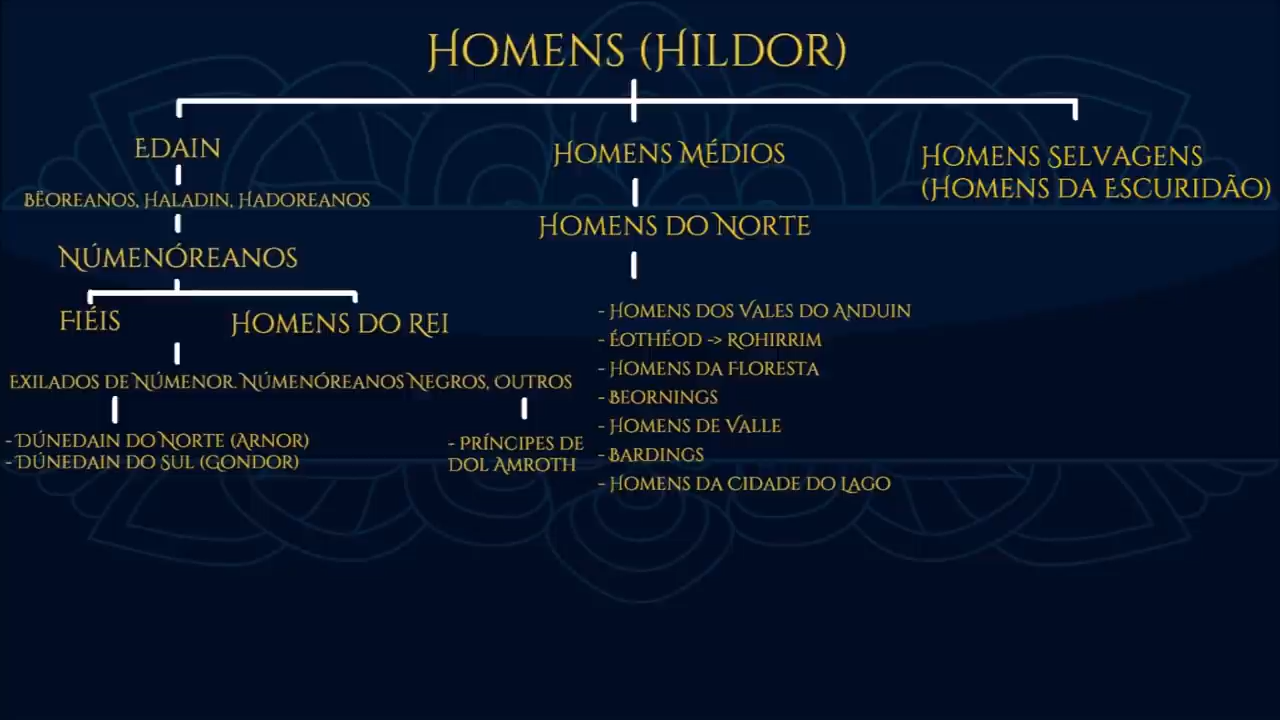 Homens (Hildor)
Edain
Bëoreanos, Haladin, Hadoreanos
Númenóreanos
Fiéis
Homens do Rei
Exilados de Númenor. Númenóreanos Negros, Outros
- Dúnedain do Norte (Arnor)
- Dúnedain do Sul (Gondor)
- Príncipes de
Dol Amroth
Homens Médios
Homens do Norte
- Homens dos Vales do Anduin
- Éothéod -> Rohirrim
- Homens da Floresta
- Beornings
- Homens de Valle
- Bardings
- Homens da Cidade do Lago
Homens Selvagens
(Homens da Escuridão)